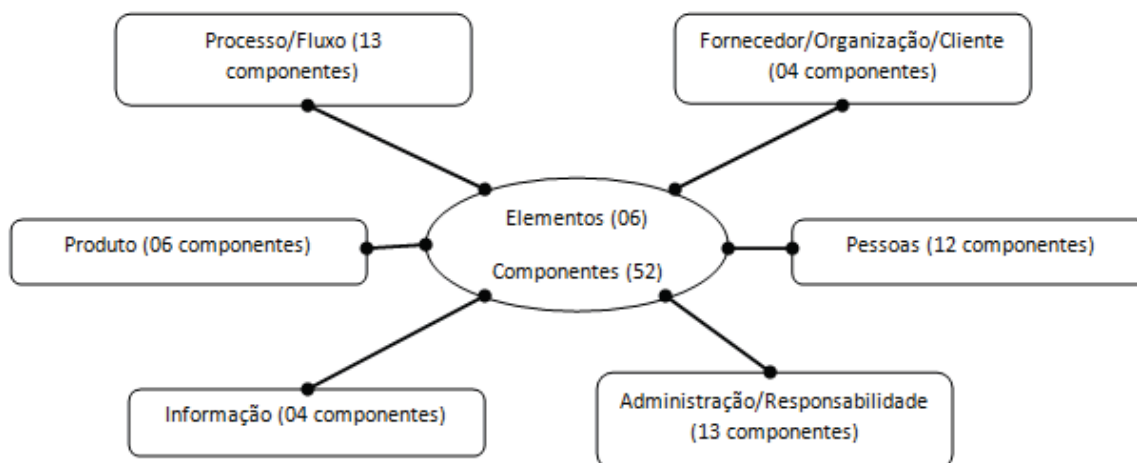 Processo/Fluxo (13
componentes)
Fornecedor/Organização/Cliente
(04 componentes)
Elementos (06)
Componentes (52)
Produto (06 componentes)
Pessoas (12 componentes)
Informação (04 componentes)
Administração/Responsabilidade
(13 componentes)